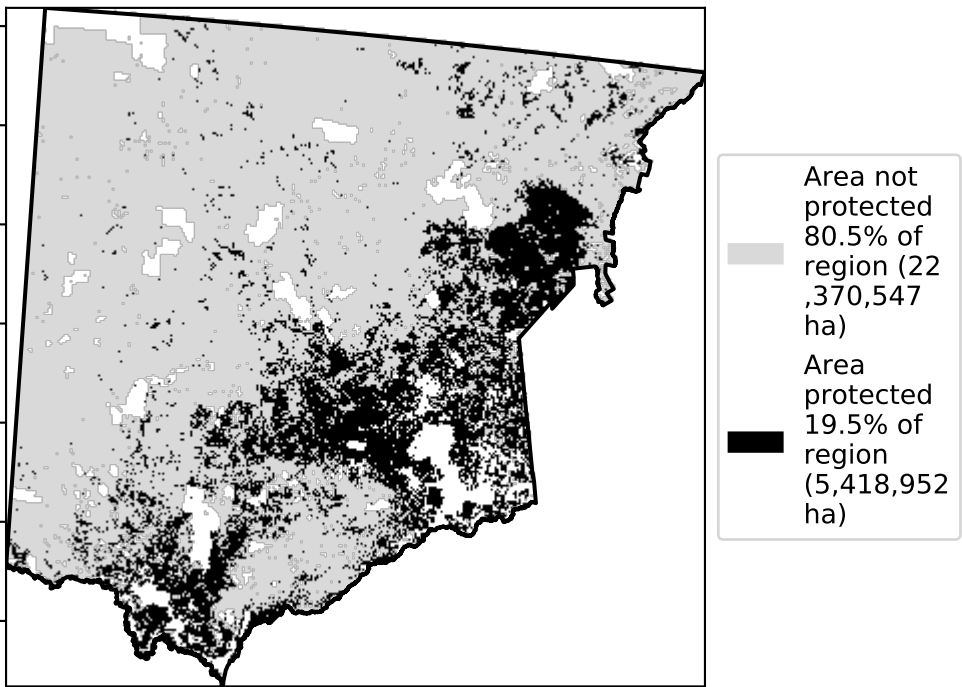 Area not
protected
80.5% of
region (22
,370,547
ha)
Area
protected
19.5% of
region
(5,418,952
ha)